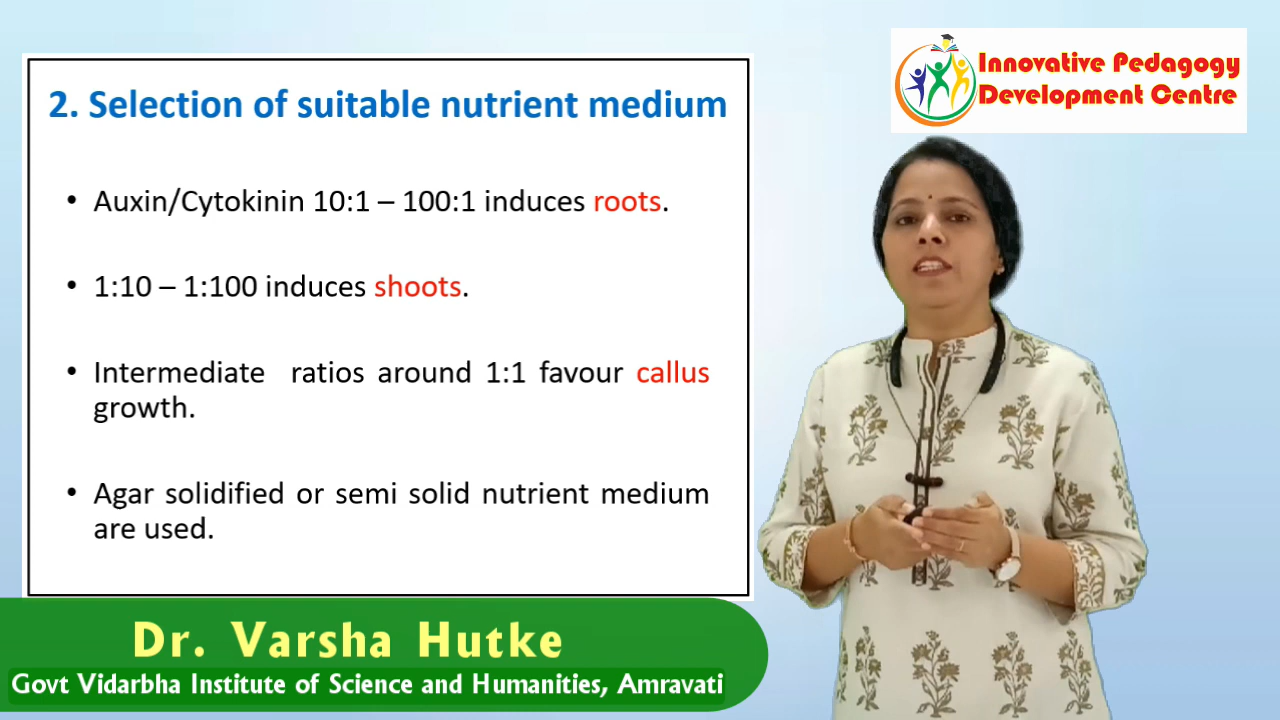 2. Selection of suitable nutrient medium
• Auxin/Cytokinin 10:1 – 100:1 induces roots.
• 1:10 – 1:100 induces shoots.
• Intermediate ratios around 1:1 favour callus
growth.
• Agar solidified or semi solid nutrient medium
are used.
Innovative Pedagogy
Development Centre
Dr. Varsha Hutke
Govt Vidarbha Institute of Science and Humanities, Amravati